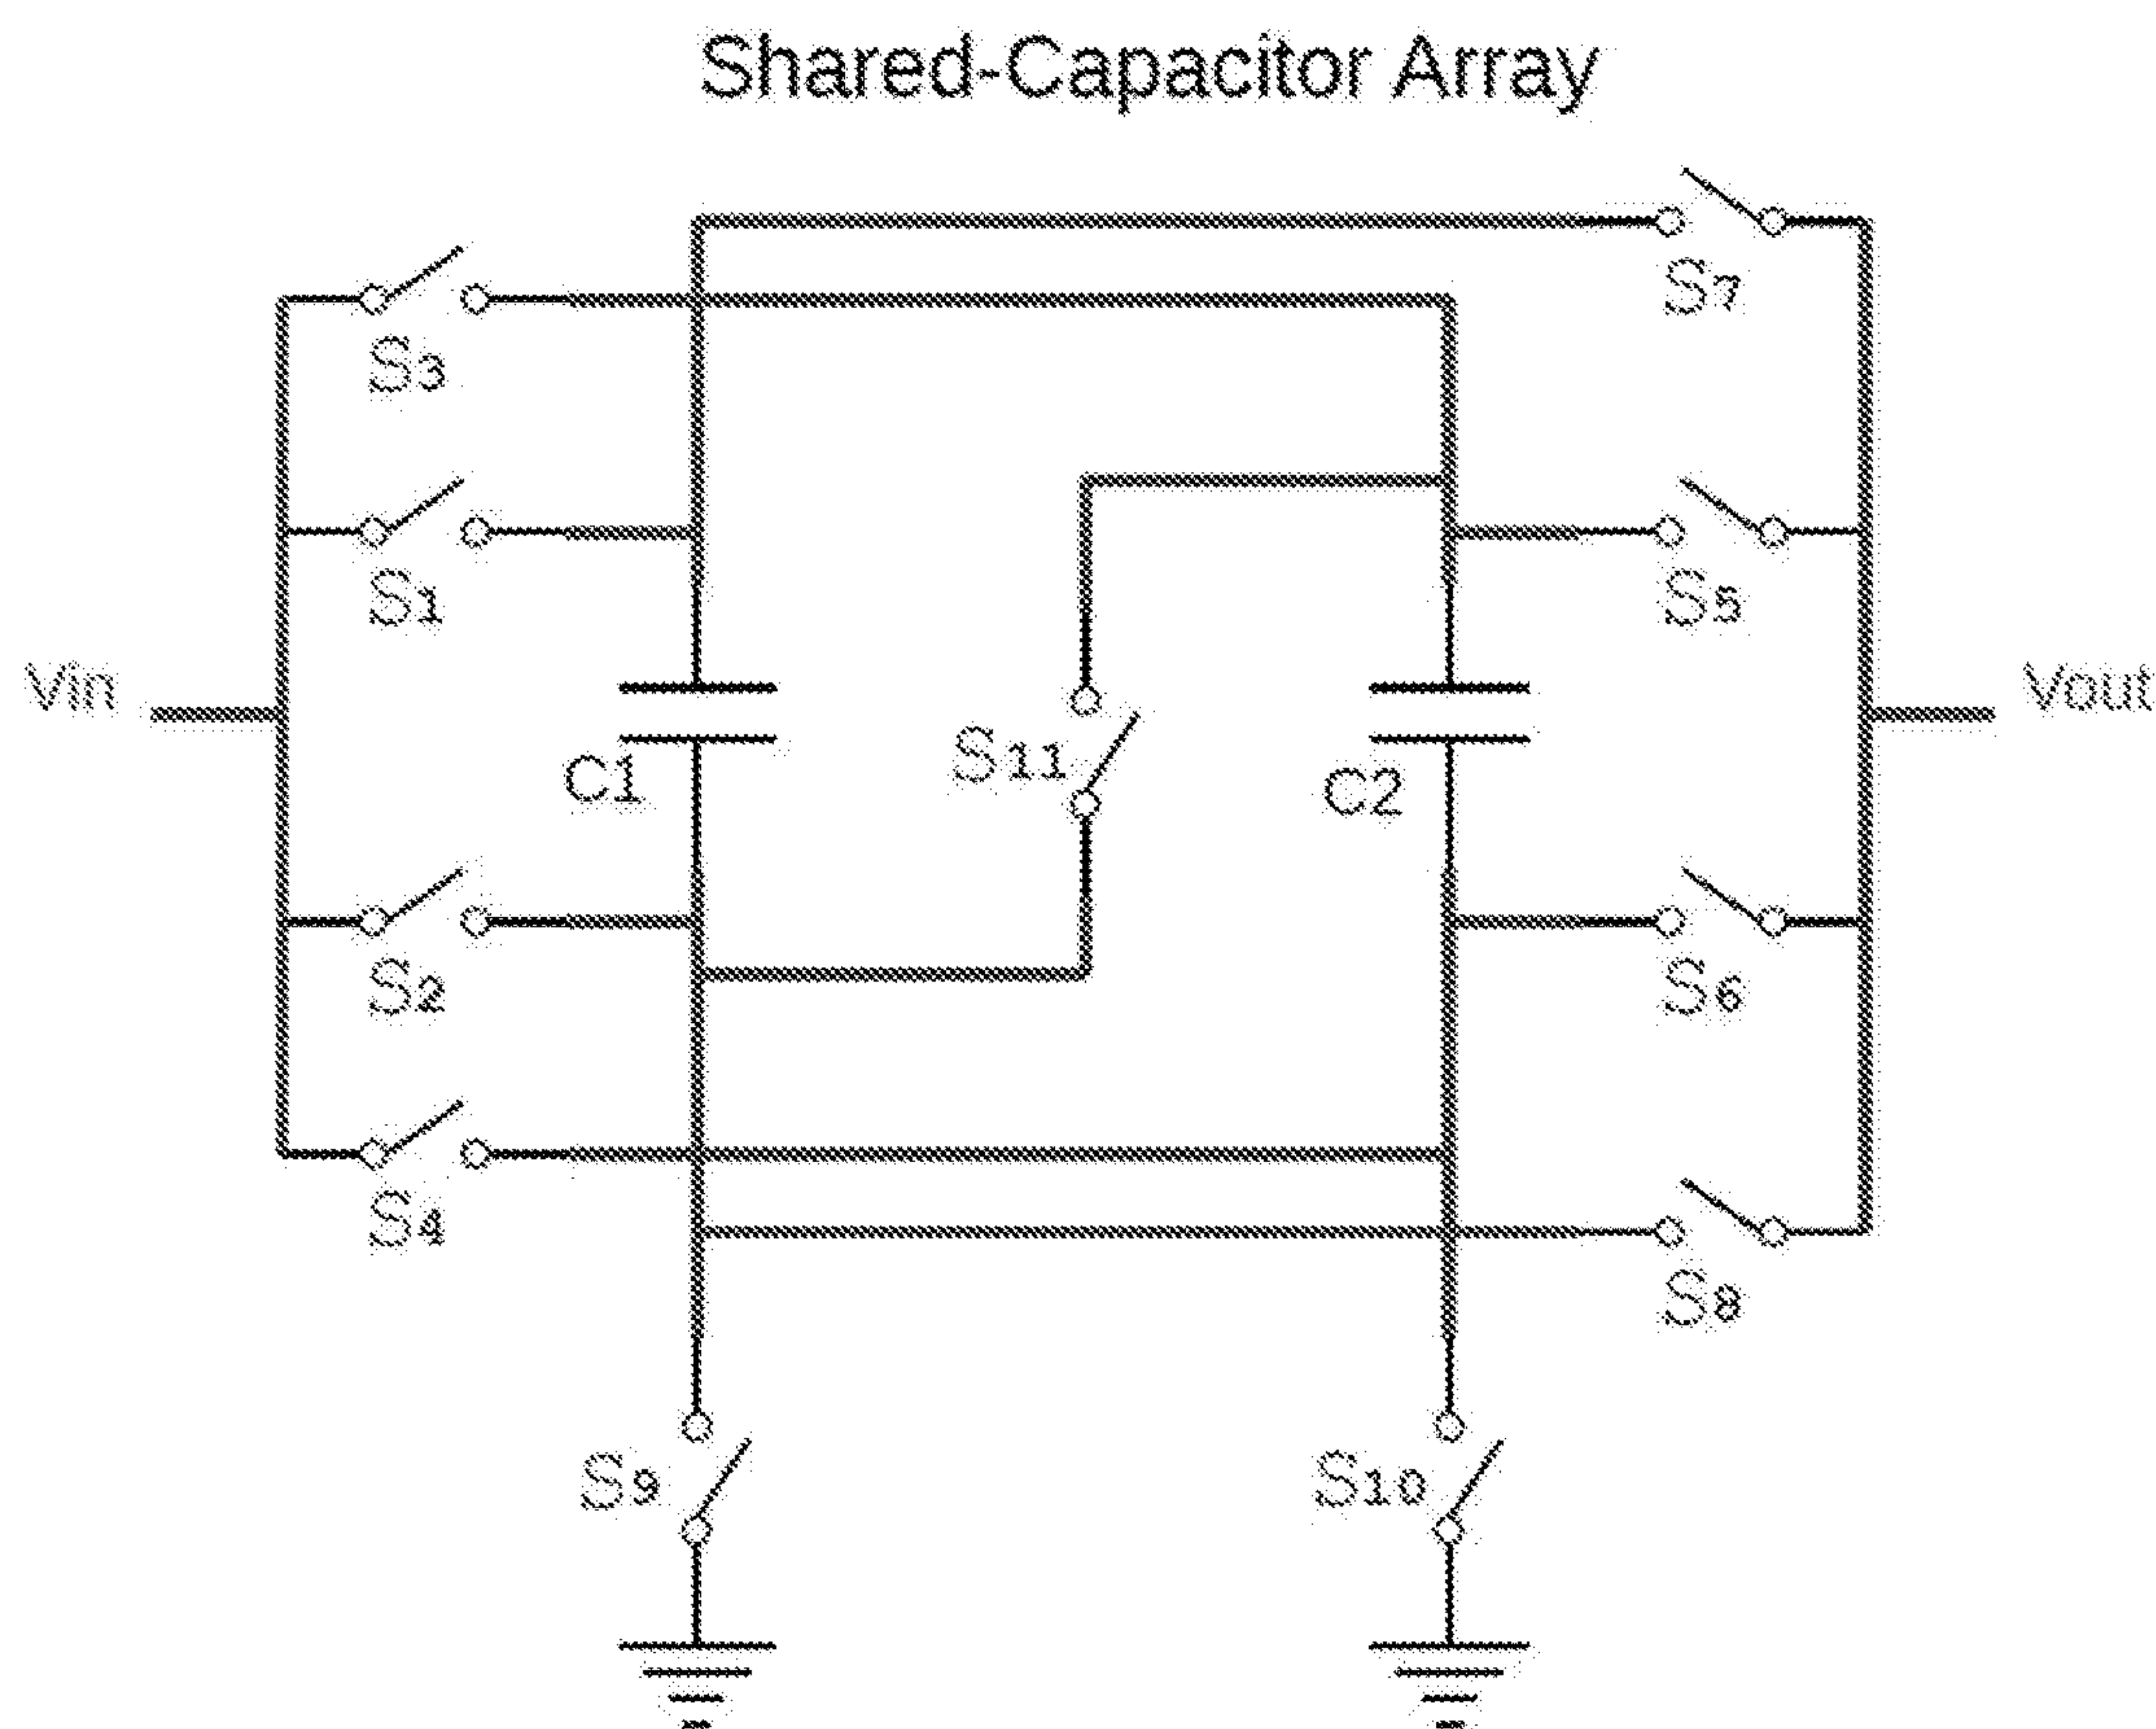 Shared-Capacitor Array
S7
S3
S1
S5
Vin
Vout
S11
C1
C2
S2
S6
S4
S8
S9
S10